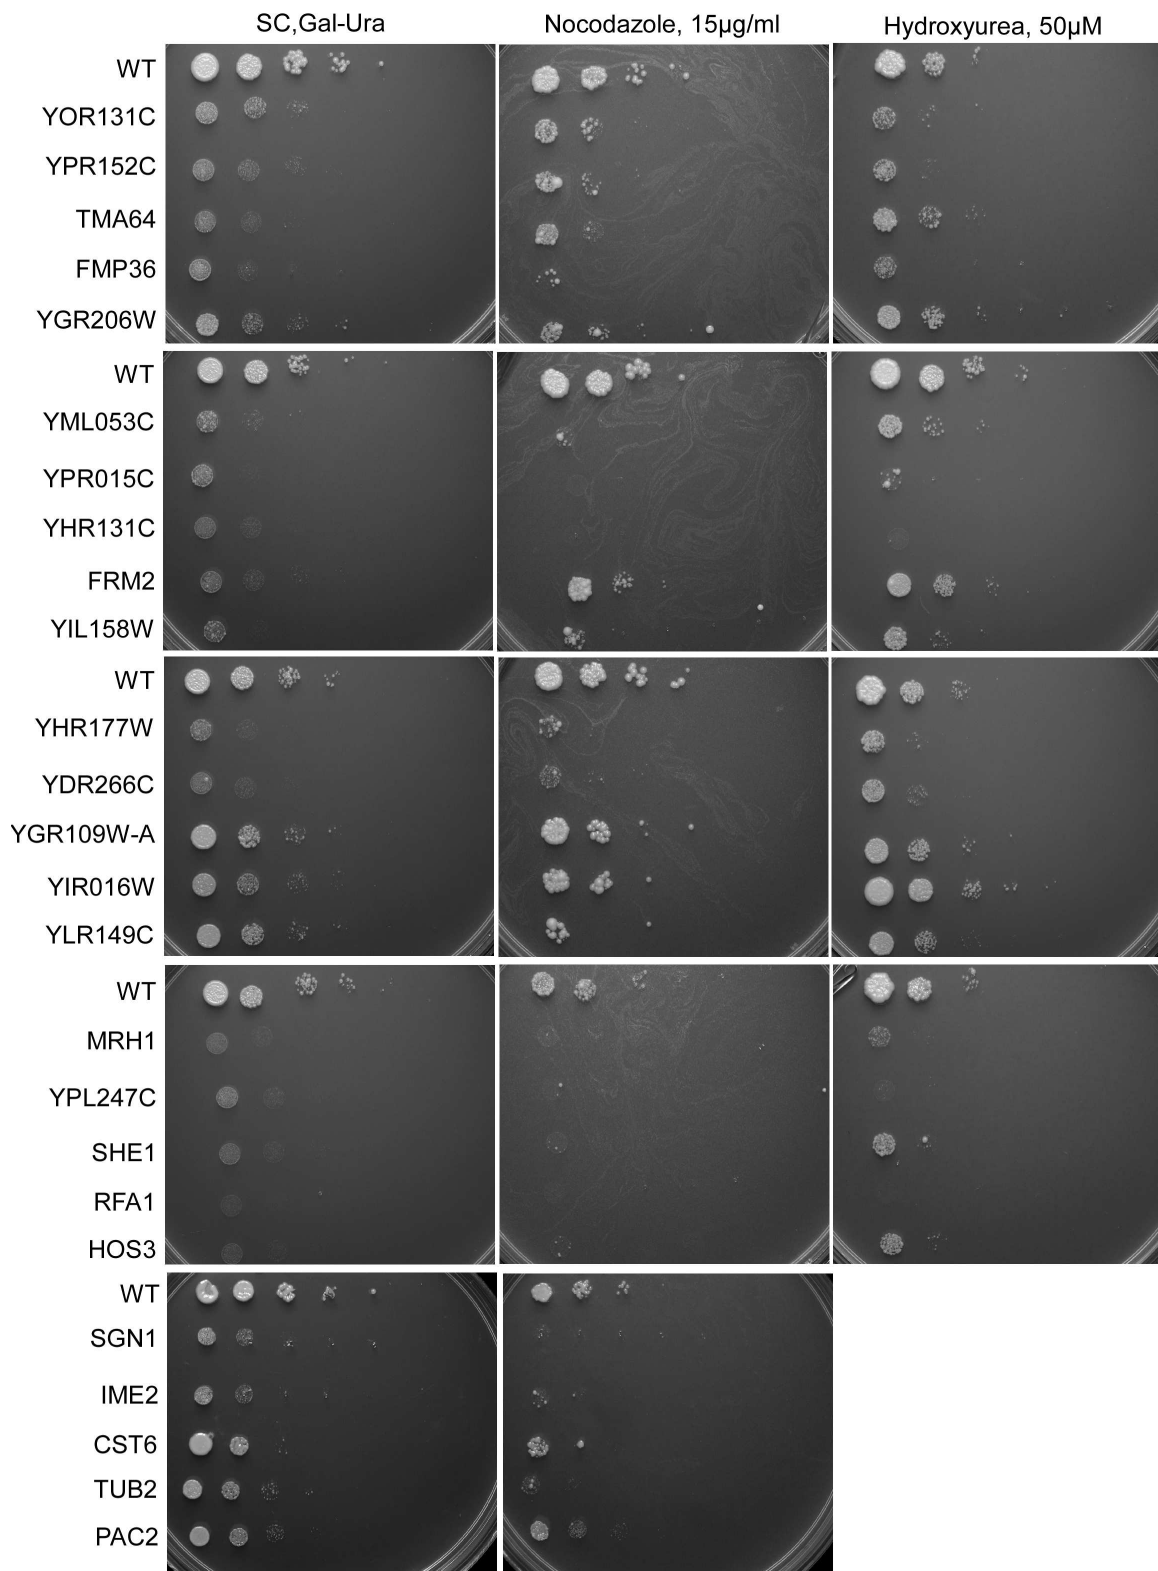 SC,Gal-Ura
Nocodazole, 15µg/ml
Hydroxyurea, 50µM
WT
YOR131C
YPR152C
TMA64
FMP36
YGR206W
WT
YML053C
YPR015C
YHR131C
FRM2
YIL158W
WT
YHR177W
YDR266C
YGR109W-A
YIR016W
YLR149C
WT
MRH1
YPL247C
SHE1
RFA1
HOS3
WT
SGN1
IME2
CST6
TUB2
PAC2